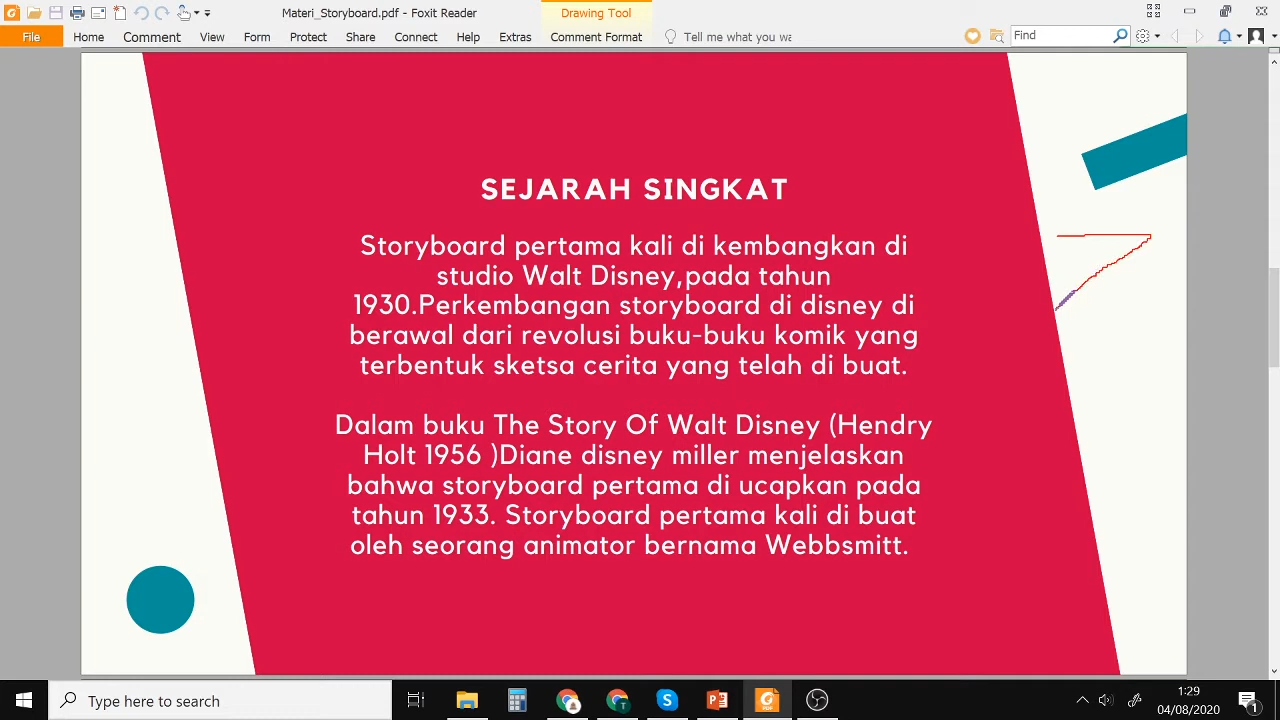 Materi_Storyboard.pdf - Foxit Reader
Drawing Tool
File Home Comment View Form Protect Share Connect Help Extras Comment Format Tell me what you wa Find
SEJARAH SINGKAT
Storyboard pertama kali di kembangkan di
studio Walt Disney,pada tahun
1930.Perkembangan storyboard di disney di
berawal dari revolusi buku-buku komik yang
terbentuk sketsa cerita yang telah di buat.
Dalam buku The Story Of Walt Disney (Hendry
Holt 1956 )Diane disney miller menjelaskan
bahwa storyboard pertama di ucapkan pada
tahun 1933. Storyboard pertama kali di buat
oleh seorang animator bernama Webbsmitt.
Type here to search
1:29
04/08/2020